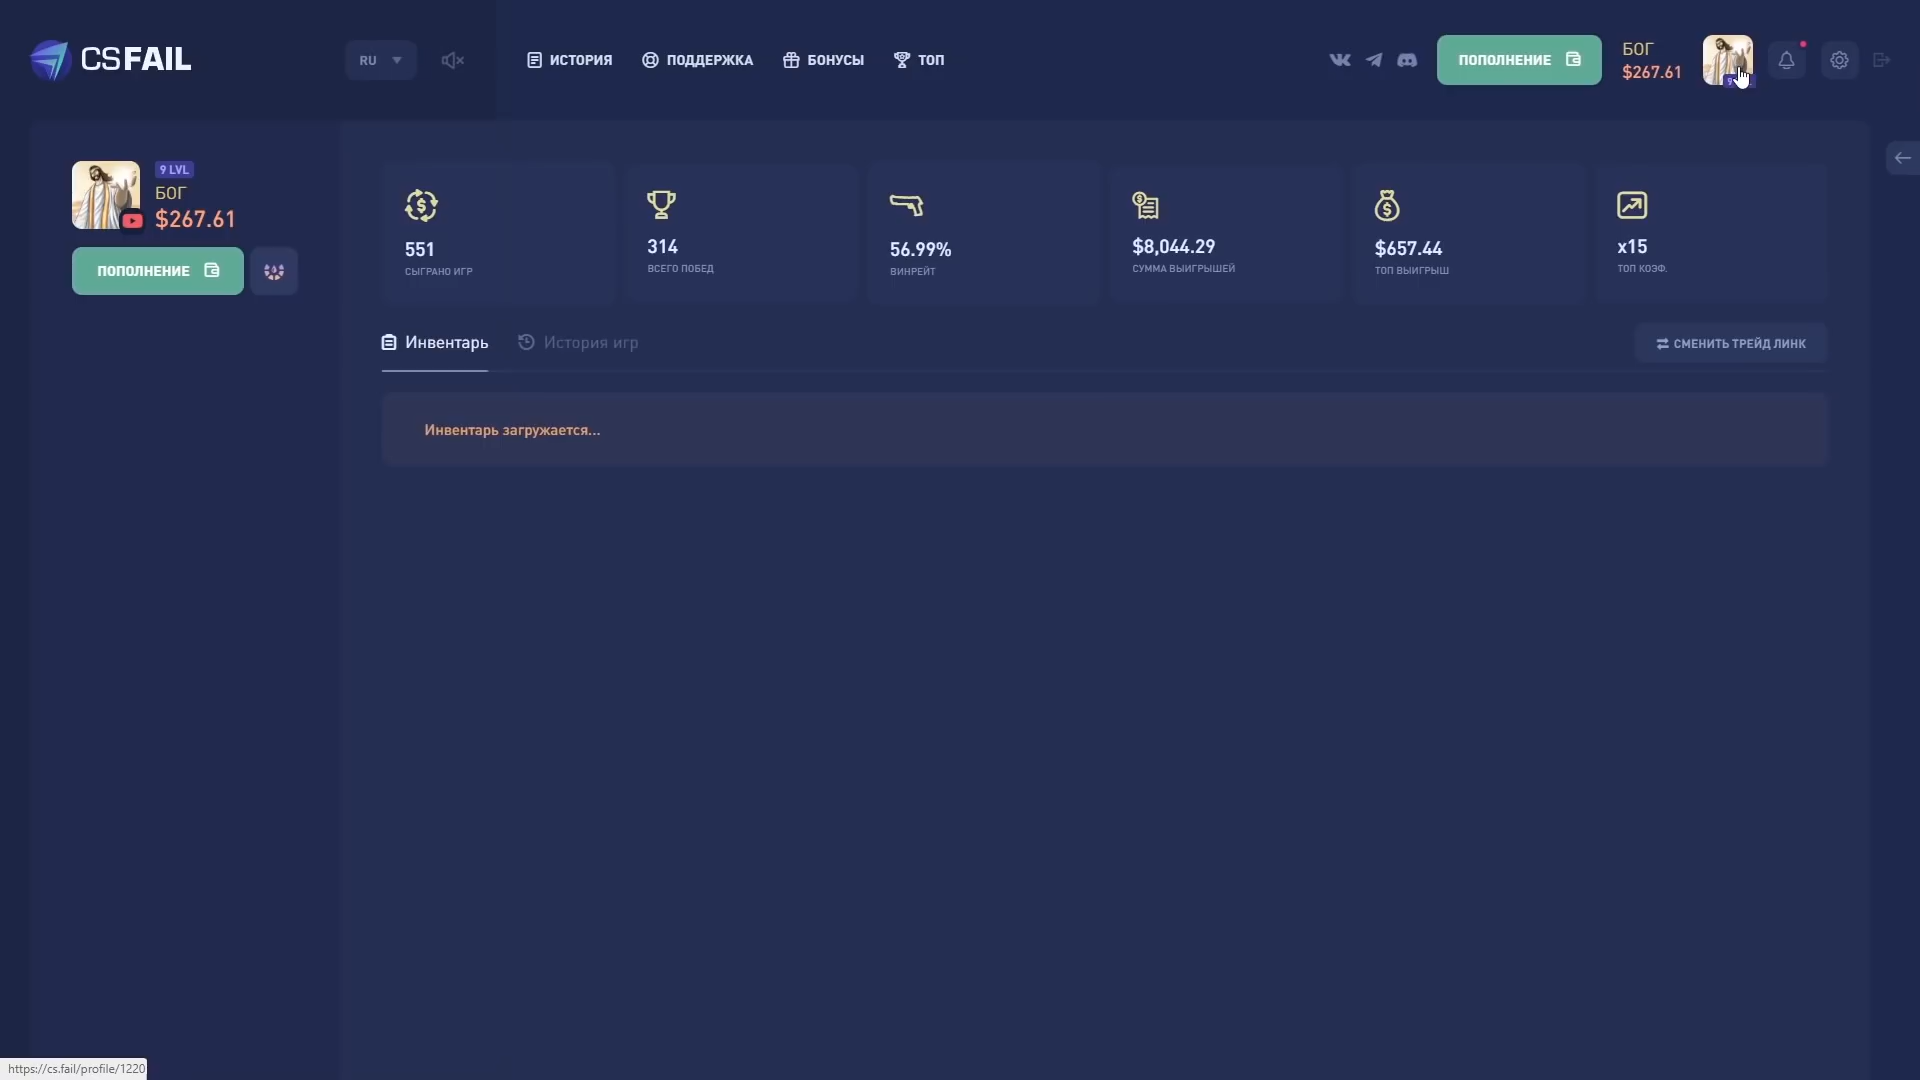 CSFAIL
RU
ИСТОРИЯ
ПОДДЕРЖКА
БОНУСЫ
ТОП
ПОПОЛНЕНИЕ
БОГ
$267.61
9 LVL
БОГ
$267.61
ПОПОЛНЕНИЕ
551
СЫГРАНО ИГР
314
ВСЕГО ПОБЕД
56.99%
ВИНРЕЙТ
$8,044.29
СУММА ВЫИГРЫШЕЙ
$657.44
ТОП ВЫИГРЫШ
x15
ТОП КОЭФ.
Инвентарь
История игр
СМЕНИТЬ ТРЕЙД ЛИНК
Инвентарь загружается...
https://cs.fail/profile/1220